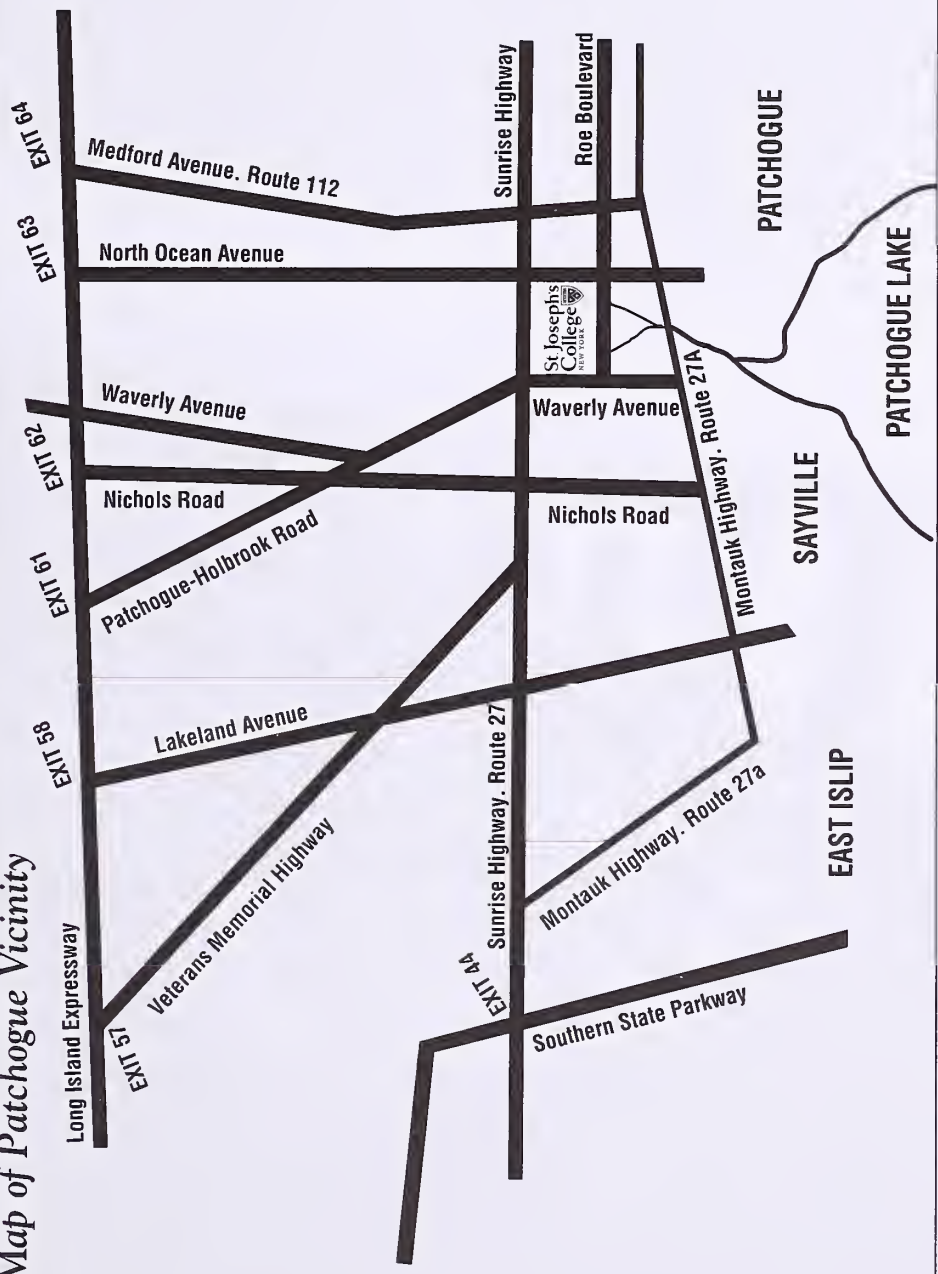 Map of Patchogue Vicinity
Long Island Expressway
EXIT 57
EXIT 58
EXIT 61
EXIT 62
EXIT 63
EXIT 64
Veterans Memorial Highway
Lakeland Avenue
Patchogue-Holbrook Road
Nichols Road
Waverly Avenue
North Ocean Avenue
Medford Avenue. Route 112
EXIT 44
Sunrise Highway. Route 27
Sunrise Highway
Southern State Parkway
Montauk Highway. Route 27a
Nichols Road
Waverly Avenue
St. Joseph's
College
NEW YORK
Roe Boulevard
Montauk Highway. Route 27A
EAST ISLIP
SAYVILLE
PATCHOGUE
PATCHOGUE LAKE